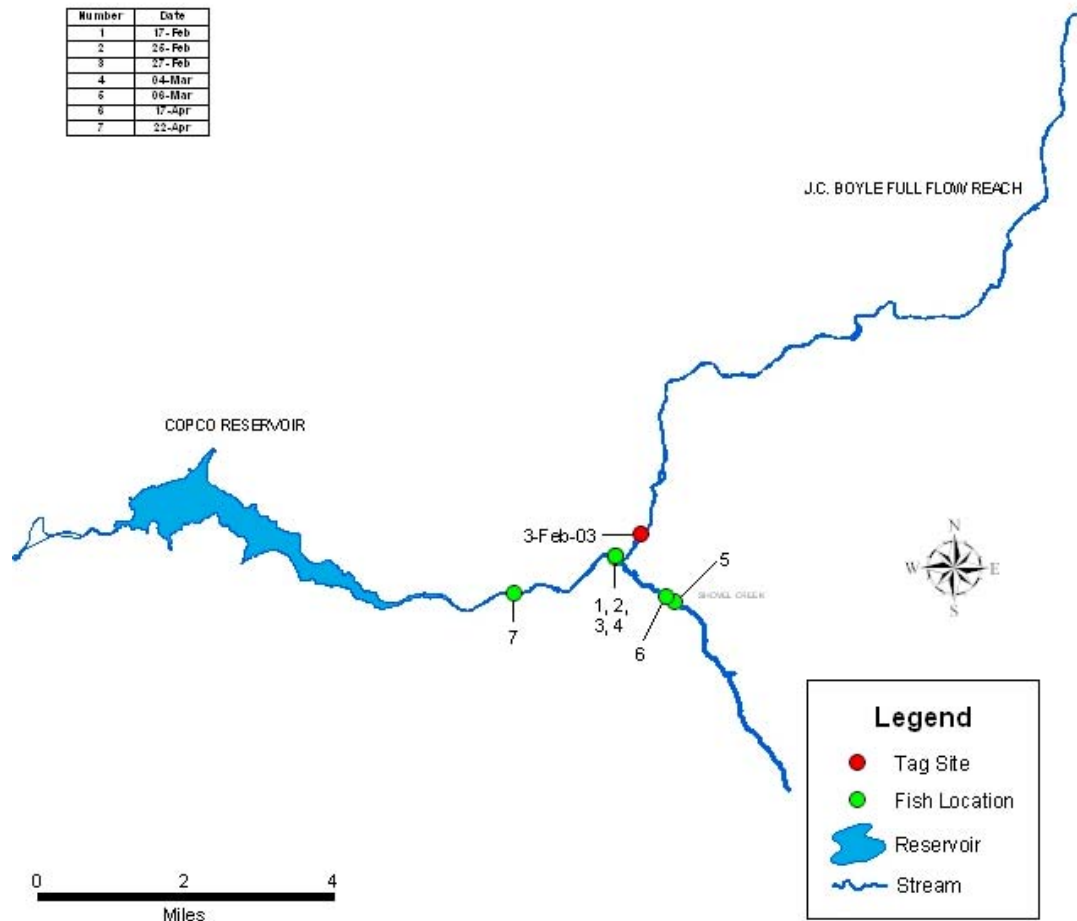 Number Date
1 17-Feb
2 25-Feb
3 27-Feb
4 04-Mar
5 06-Mar
6 17-Apr
7 22-Apr
J.C. BOYLE FULL FLOW REACH
COPCO RESERVOIR
3-Feb-03
5
SHOVEL CREEK
1, 2,
3, 4
7
6
N
W E
S
Legend
Tag Site
Fish Location
Reservoir
Stream
0 2 4
Miles